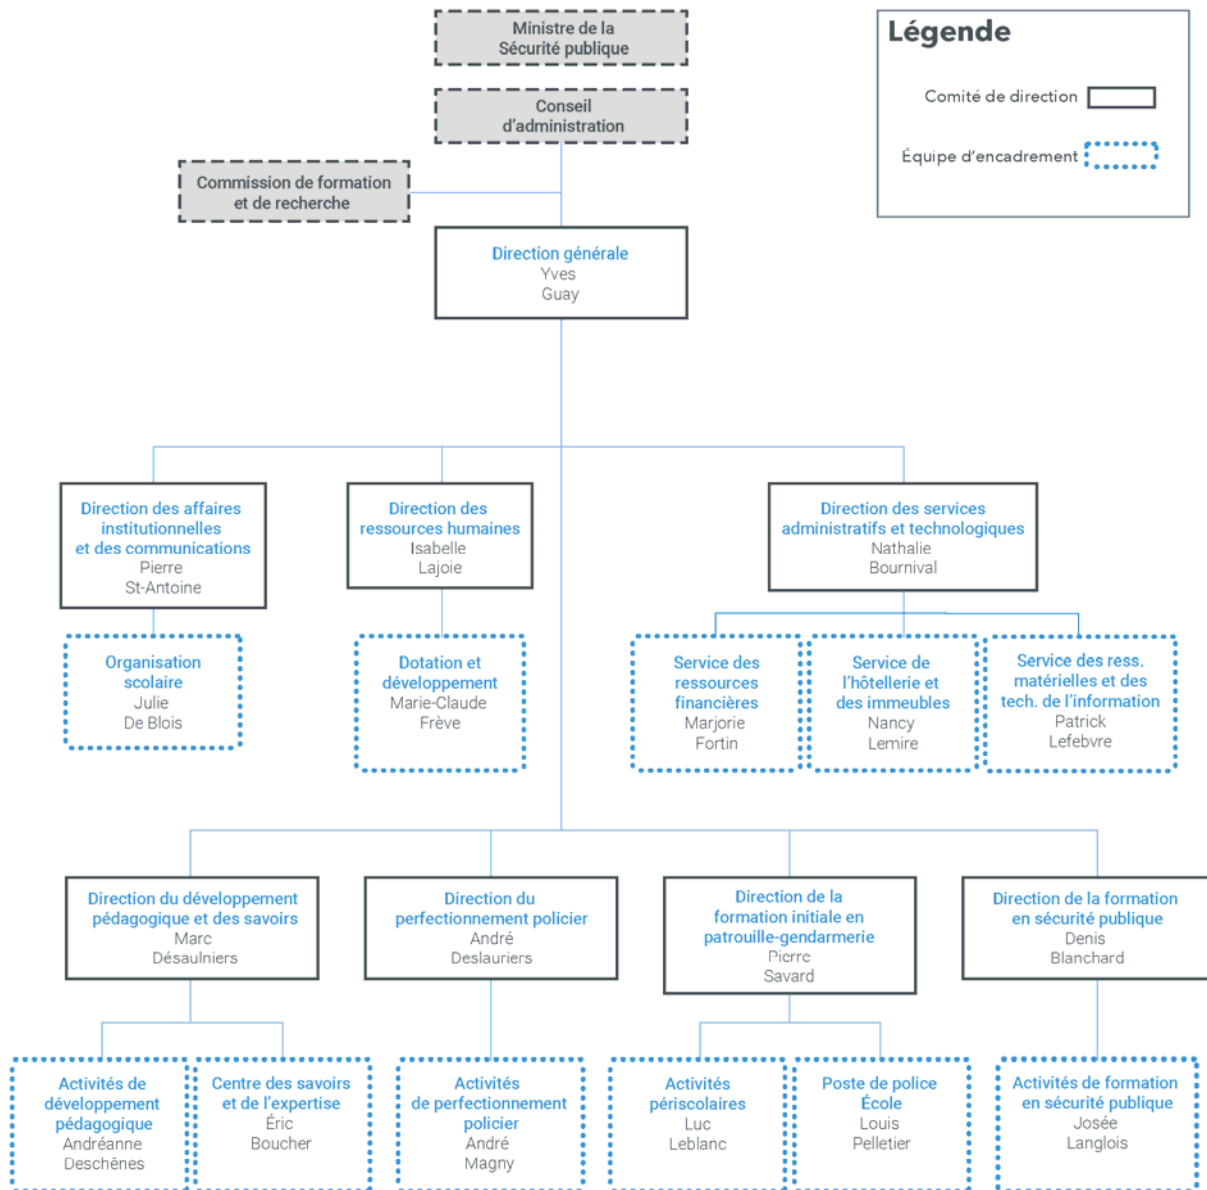 Ministre de la
Sécurité publique
Légende
Comité de direction
Équipe d'encadrement
Conseil
d'administration
Commission de formation
et de recherche
Direction générale
Yves
Guay
Direction des affaires
institutionnelles
et des communications
Pierre
St-Antoine
Direction des
ressources humaines
Isabelle
Lajoie
Direction des services
administratifs et technologiques
Nathalie
Bournival
Organisation
scolaire
Julie
De Blois
Dotation et
développement
Marie-Claude
Frève
Service des
ressources
financières
Marjorie
Fortin
Service de
l'hôtellerie et
des immeubles
Nancy
Lemire
Service des ress.
matérielles et des
tech. de l'information
Patrick
Lefebvre
Direction du développement
pédagogique et des savoirs
Marc
Désaulniers
Direction du
perfectionnement policier
André
Deslauriers
Direction de la
formation initiale en
patrouille-gendarmerie
Pierre
Savard
Direction de la formation
en sécurité publique
Denis
Blanchard
Activités de
développement
pédagogique
Andréanne
Deschênes
Centre des savoirs
et de l'expertise
Éric
Boucher
Activités
de perfectionnement
policier
André
Magny
Activités
périscolaires
Luc
Leblanc
Poste de police
École
Louis
Pelletier
Activités de formation
en sécurité publique
Josée
Langlois